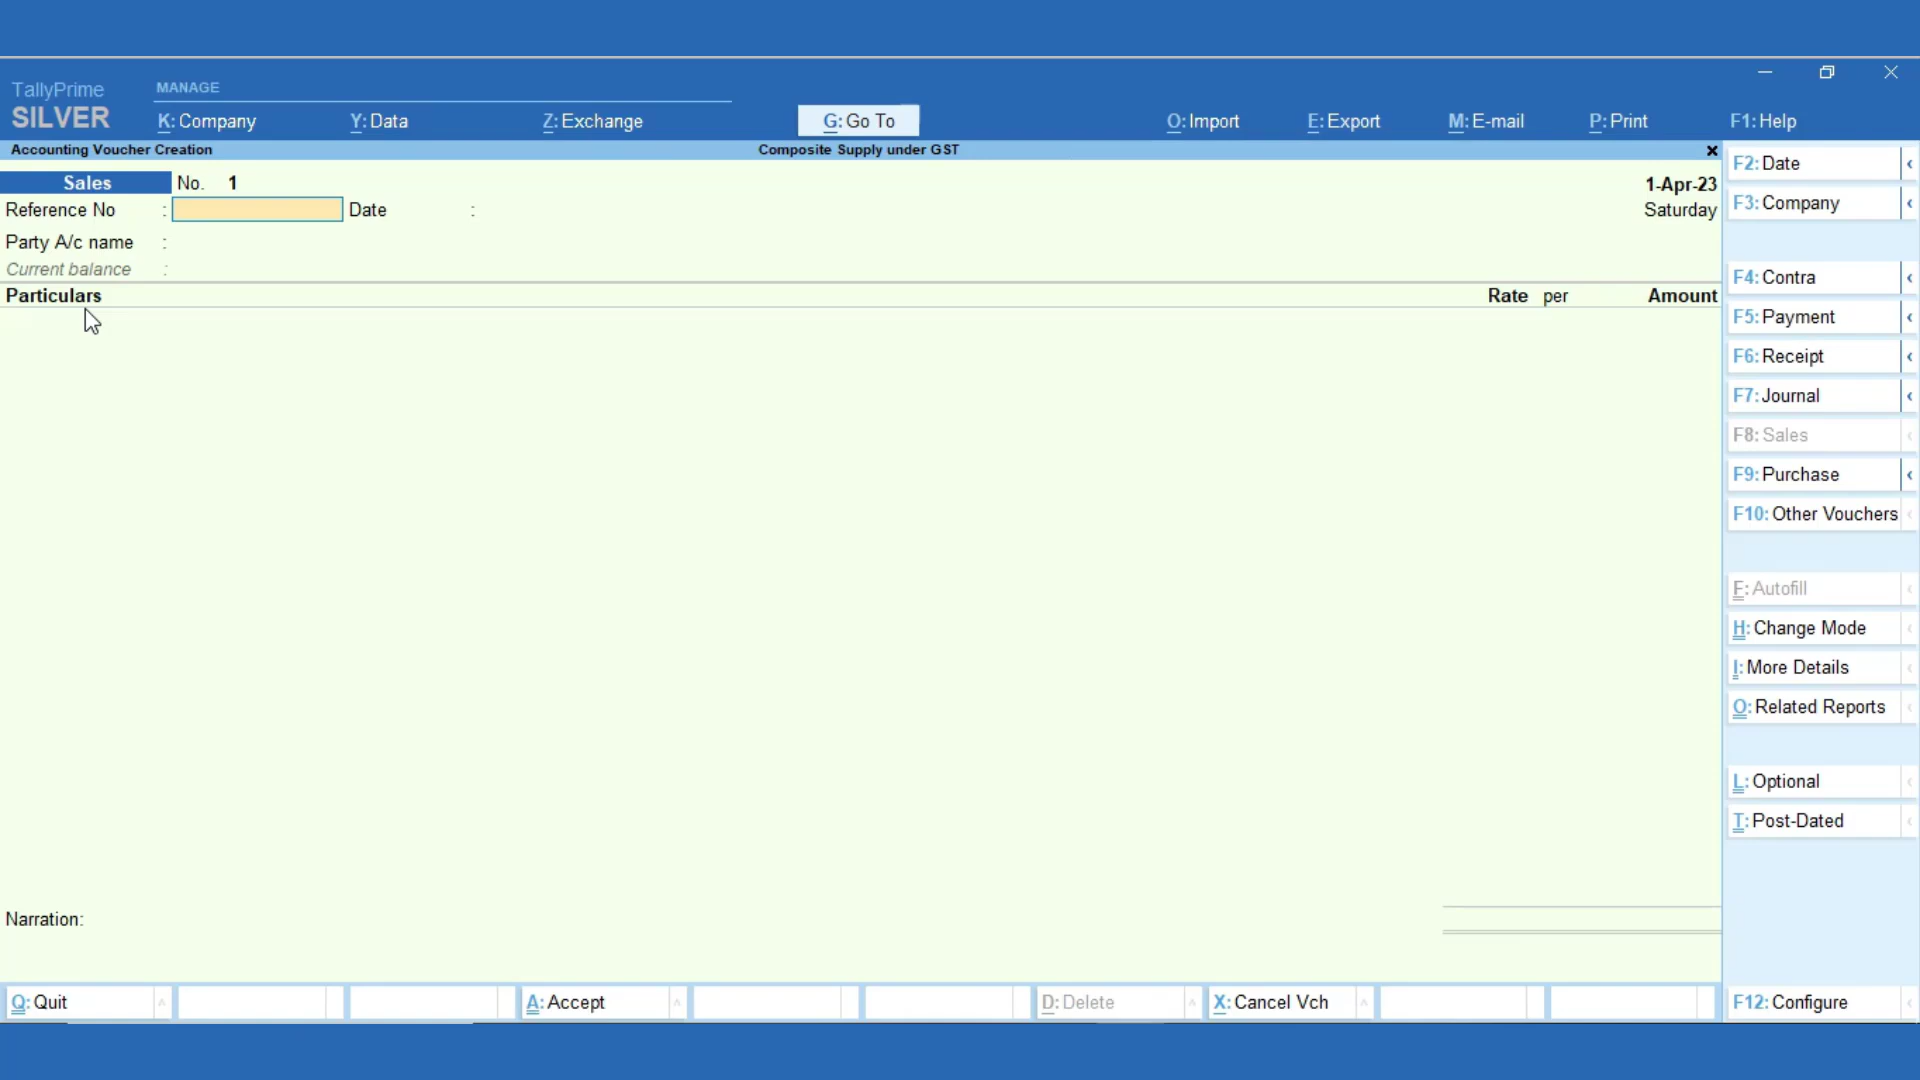 TallyPrime
SILVER
MANAGE
K: Company Y: Data Z: Exchange G: Go To O: Import E: Export M: E-mail P: Print F1: Help
Accounting Voucher Creation Composite Supply under GST
Sales No. 1 1-Apr-23
Reference No : Date : Saturday
Party A/c name :
Current balance :
Particulars Rate per Amount
Narration:
Q: Quit A: Accept D: Delete X: Cancel Vch
F2: Date
F3: Company
F4: Contra
F5: Payment
F6: Receipt
F7: Journal
F8: Sales
F9: Purchase
F10: Other Vouchers
F: Autofill
H: Change Mode
I: More Details
O: Related Reports
L: Optional
T: Post-Dated
F12: Configure